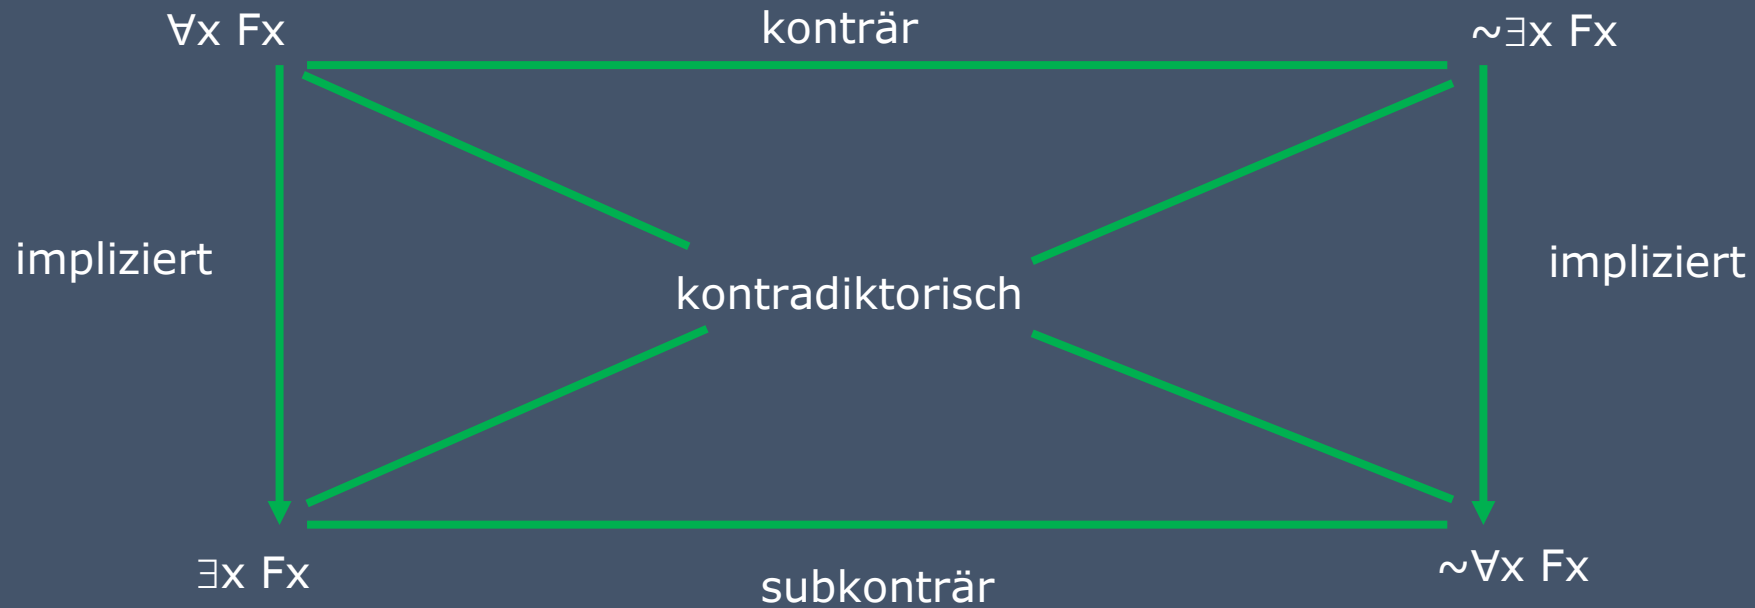 ∀x Fx
konträr
~∃x Fx
impliziert
impliziert
kontradiktorisch
∃x Fx
subkonträr
~∀x Fx